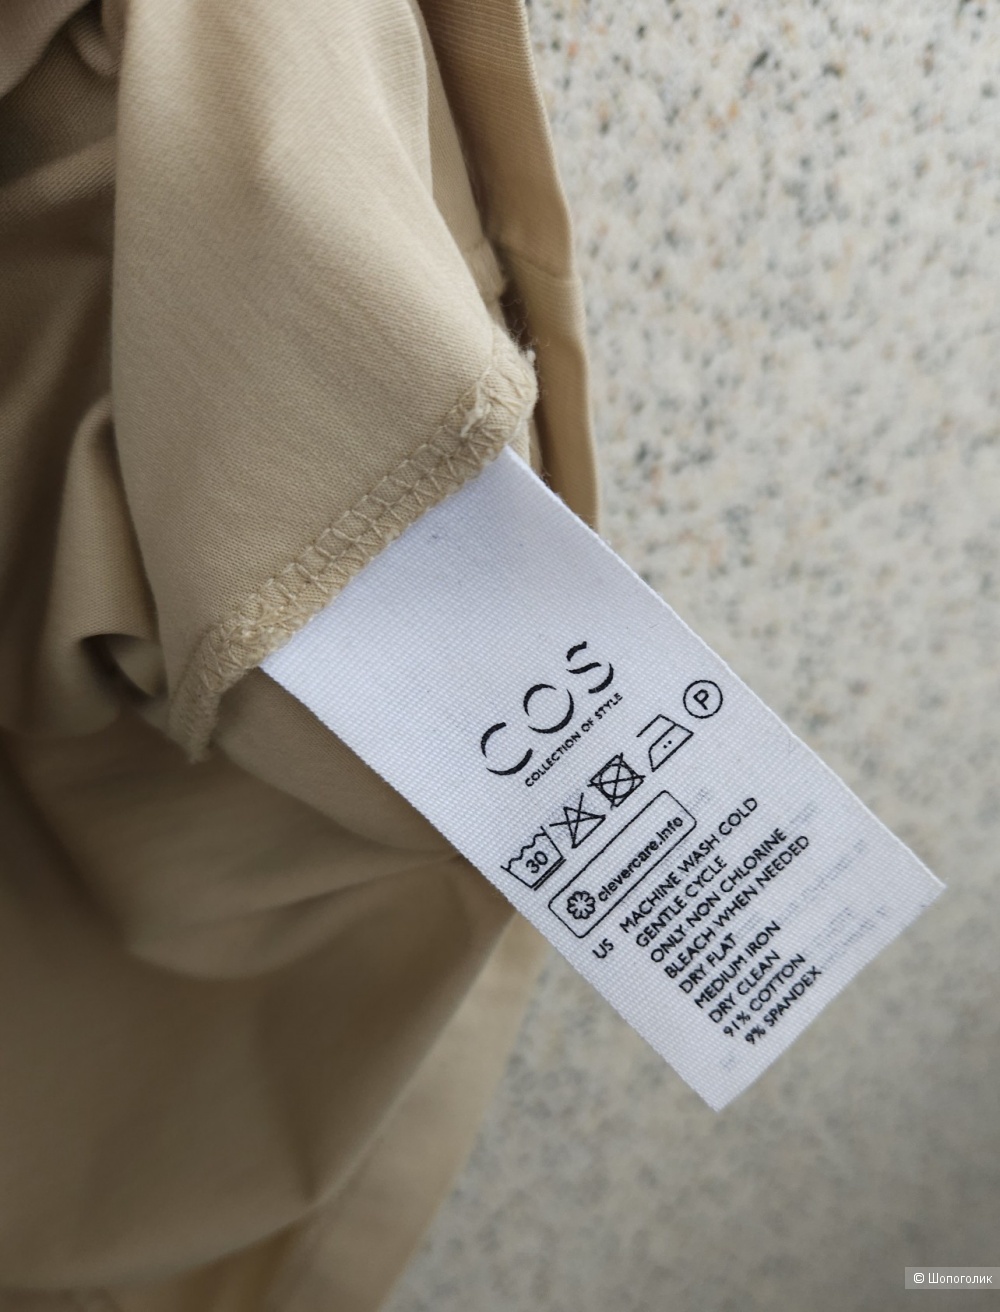 COS
COLLECTION OF STYLE
30
P
clevercare.info
US MACHINE WASH COLD
GENTLE CYCLE
ONLY NON CHLORINE
BLEACH WHEN NEEDED
DRY FLAT
MEDIUM IRON
DRY CLEAN
91% COTTON
9% SPANDEX
© Шопоголик